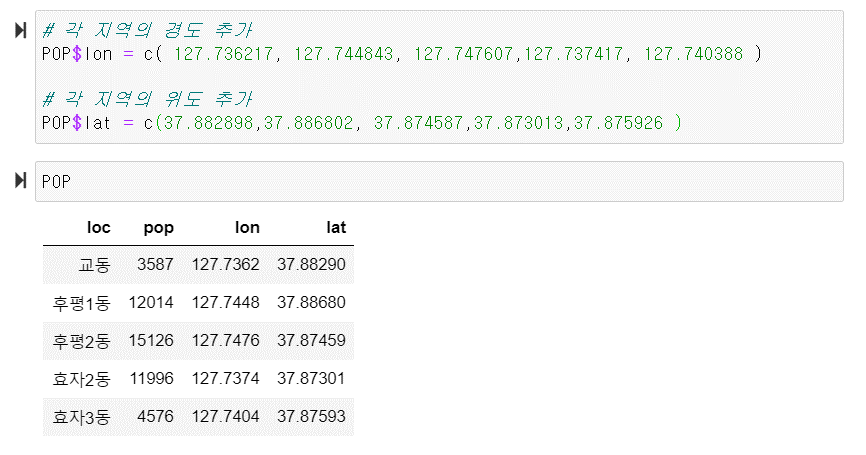 # 각 지역의 경도 추가
POP$lon = c( 127.736217, 127.744843, 127.747607,127.737417, 127.740388 )
# 각 지역의 위도 추가
POP$lat = c(37.882898,37.886802, 37.874587,37.873013,37.875926 )
POP
loc pop lon lat
교동 3587 127.7362 37.88290
후평1동 12014 127.7448 37.88680
후평2동 15126 127.7476 37.87459
효자2동 11996 127.7374 37.87301
효자3동 4576 127.7404 37.87593